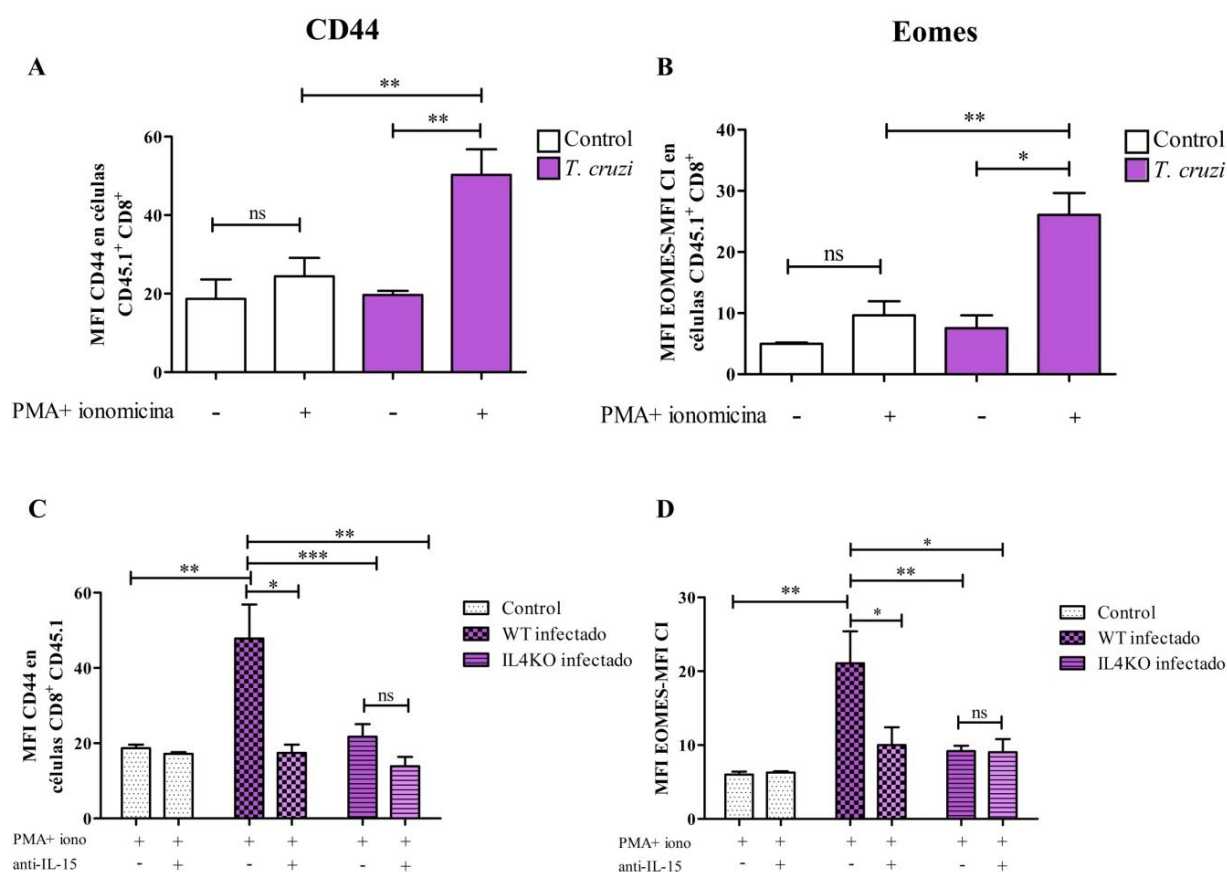 CD44
Eomes
A
**
**
ns
Control
T. cruzi
60
40
20
0
MFI CD44 en células
CD45.1+ CD8+
PMA+ ionomicina - + - +
B
**
*
ns
Control
T. cruzi
40
30
20
10
0
MFI EOMES-MFI CI en
células CD45.1+ CD8+
PMA+ ionomicina - + - +
C
**
***
**
*
ns
Control
WT infectado
IL4KO infectado
60
40
20
0
MFI CD44 en
células CD8+ CD45.1
PMA+ iono + + + + + +
anti-IL-15 - + - + - +
D
*
**
**
*
ns
Control
WT infectado
IL4KO infectado
30
20
10
0
MFI EOMES-MFI CI
PMA+ iono + + + + + +
anti-IL-15 - + - + - +